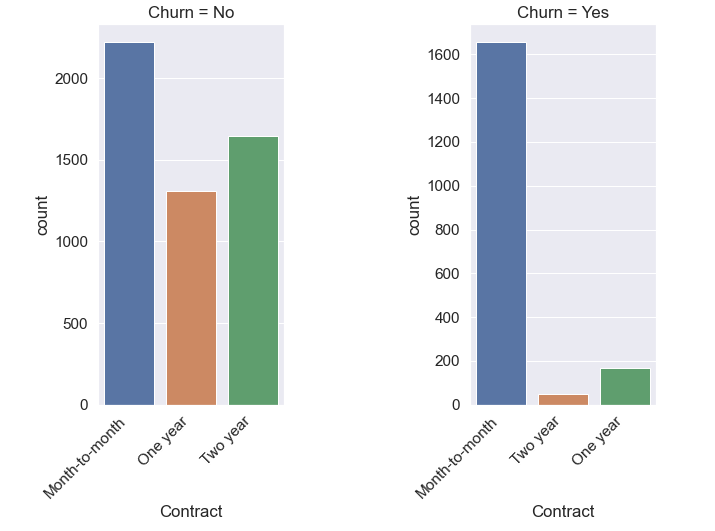 Churn = No
2000
1500
1000
500
0
count
Month-to-month
One year
Two year
Contract
Churn = Yes
1600
1400
1200
1000
800
600
400
200
0
count
Month-to-month
Two year
One year
Contract